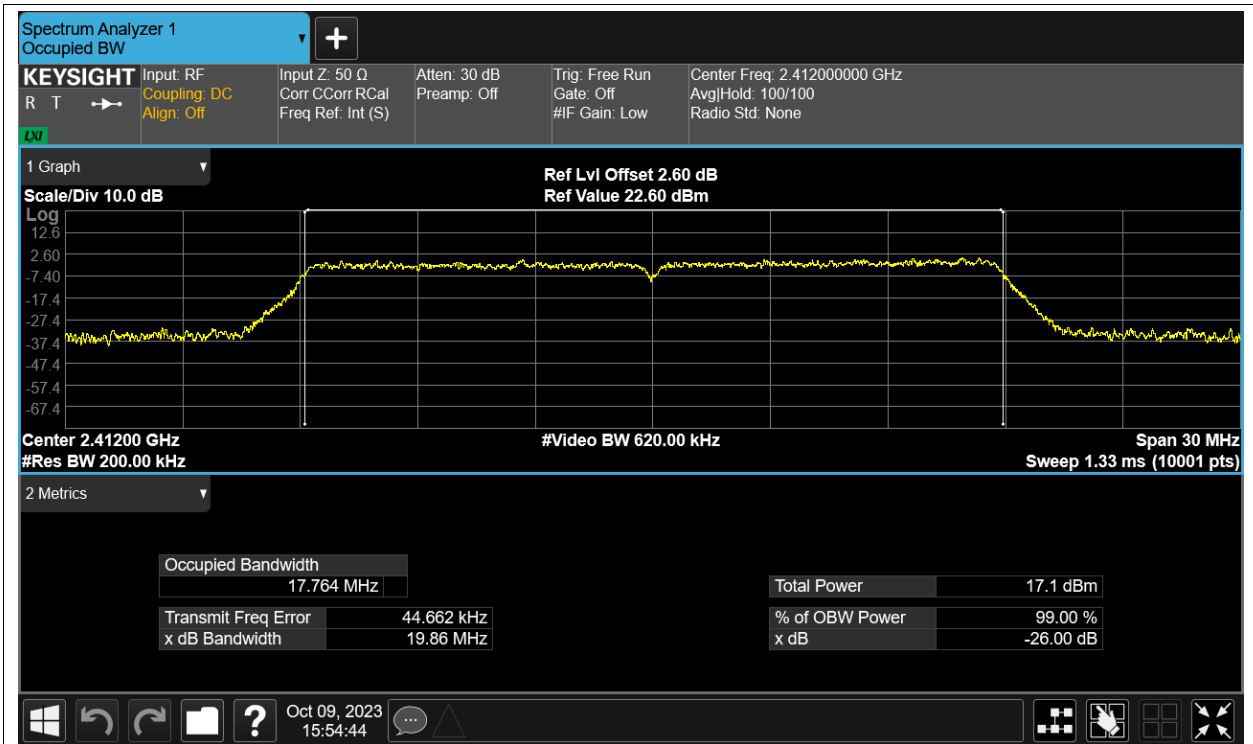 Spectrum Analyzer 1
Occupied BW
KEYSIGHT
R T
LXI
Input: RF
Coupling: DC
Align: Off
Input Z: 50 Ω
Corr CCorr RCal
Freq Ref: Int (S)
Atten: 30 dB
Preamp: Off
Trig: Free Run
Gate: Off
#IF Gain: Low
Center Freq: 2.412000000 GHz
Avg|Hold: 100/100
Radio Std: None
1 Graph
Scale/Div 10.0 dB
Ref Lvl Offset 2.60 dB
Ref Value 22.60 dBm
Log
12.6
2.60
-7.40
-17.4
-27.4
-37.4
-47.4
-57.4
-67.4
Center 2.41200 GHz
#Res BW 200.00 kHz
#Video BW 620.00 kHz
Span 30 MHz
Sweep 1.33 ms (10001 pts)
2 Metrics
Occupied Bandwidth
17.764 MHz
Transmit Freq Error 44.662 kHz
x dB Bandwidth 19.86 MHz
Total Power 17.1 dBm
% of OBW Power 99.00 %
x dB -26.00 dB
Oct 09, 2023
15:54:44